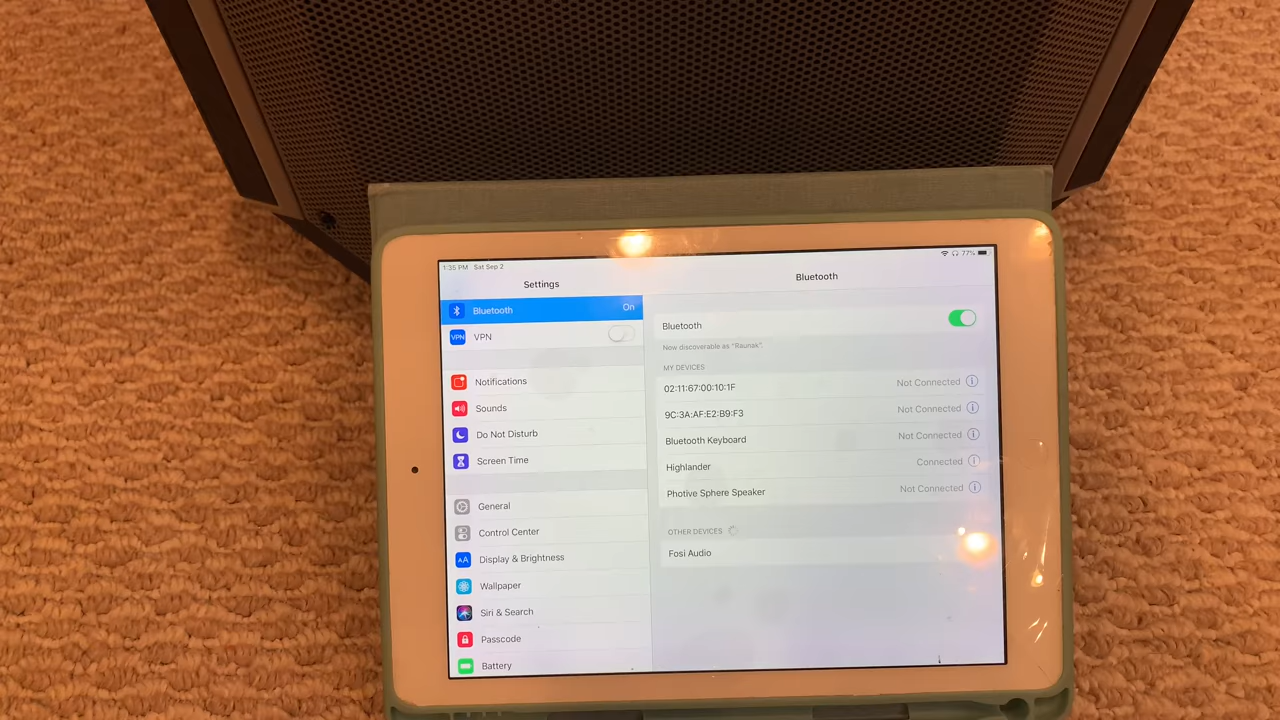 1:35 PM Sat Sep 2
77%
Settings
Bluetooth On
VPN VPN
Notifications
Sounds
Do Not Disturb
Screen Time
General
Control Center
AA Display & Brightness
Wallpaper
Siri & Search
Passcode
Battery
Bluetooth
Bluetooth
Now discoverable as "Raunak".
MY DEVICES
02:11:67:00:10:1F Not Connected i
9C:3A:AF:E2:B9:F3 Not Connected i
Bluetooth Keyboard Not Connected i
Highlander Connected i
Photive Sphere Speaker Not Connected i
OTHER DEVICES
Fosi Audio